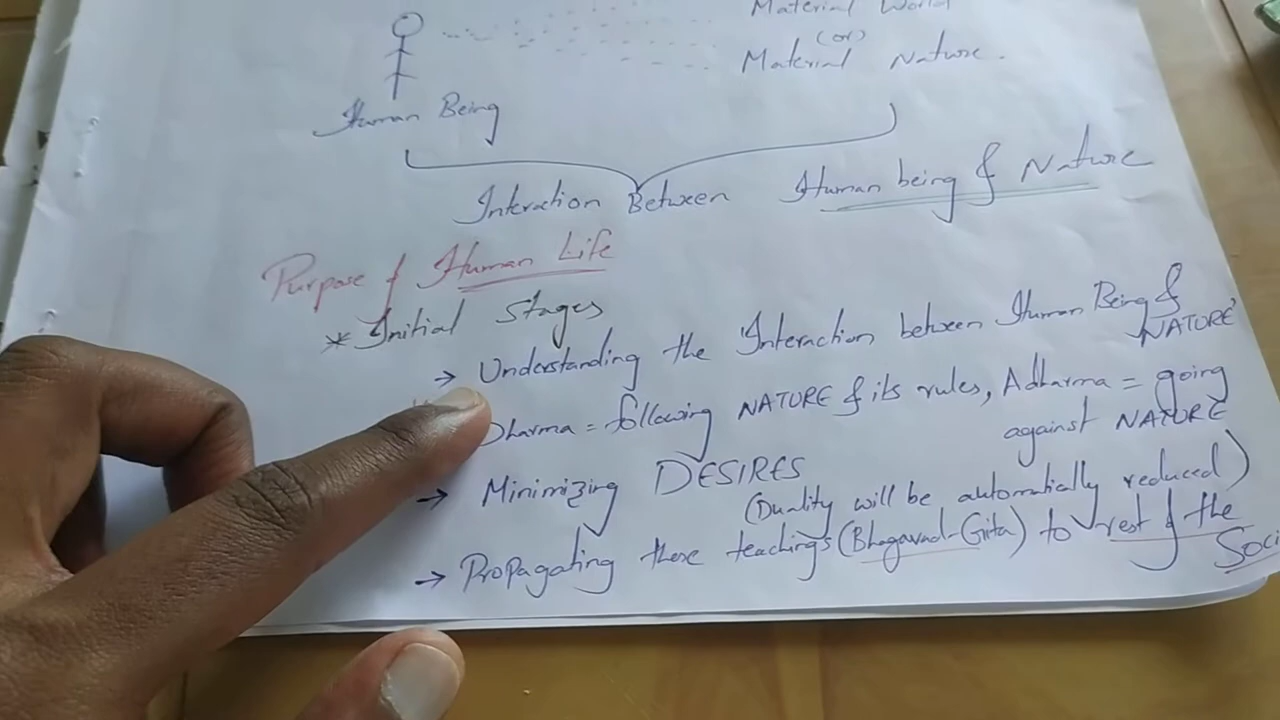 Material World
(or)
Material Nature.
Human Being
Interaction Between Human being & Nature
Purpose of Human Life
* Initial Stages
→ Understanding the Interaction between Human Being &
NATURE
Dharma = following NATURE & its rules, Adharma = going
against NATURE
→ Minimizing DESIRES
(Duality will be automatically reduced)
→ Propagating these teachings (Bhagavad-Gita) to rest of the
Soci